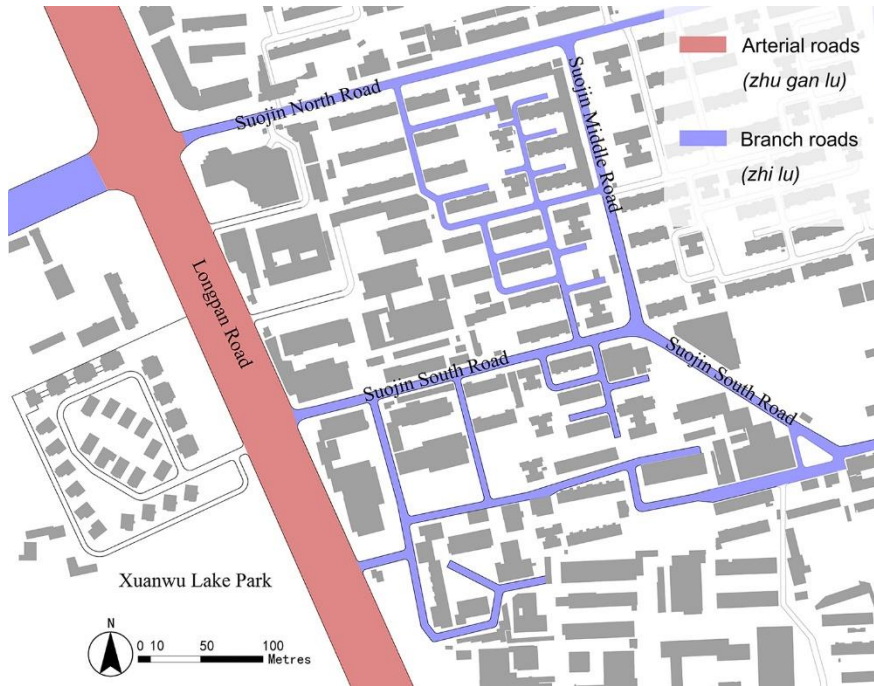 Arterial roads
(zhu gan lu)
Branch roads
(zhi lu)
Suojin North Road
Suojin Middle Road
Longpan Road
Suojin South Road
Suojin South Road
Xuanwu Lake Park
N
0 10 50 100
Metres